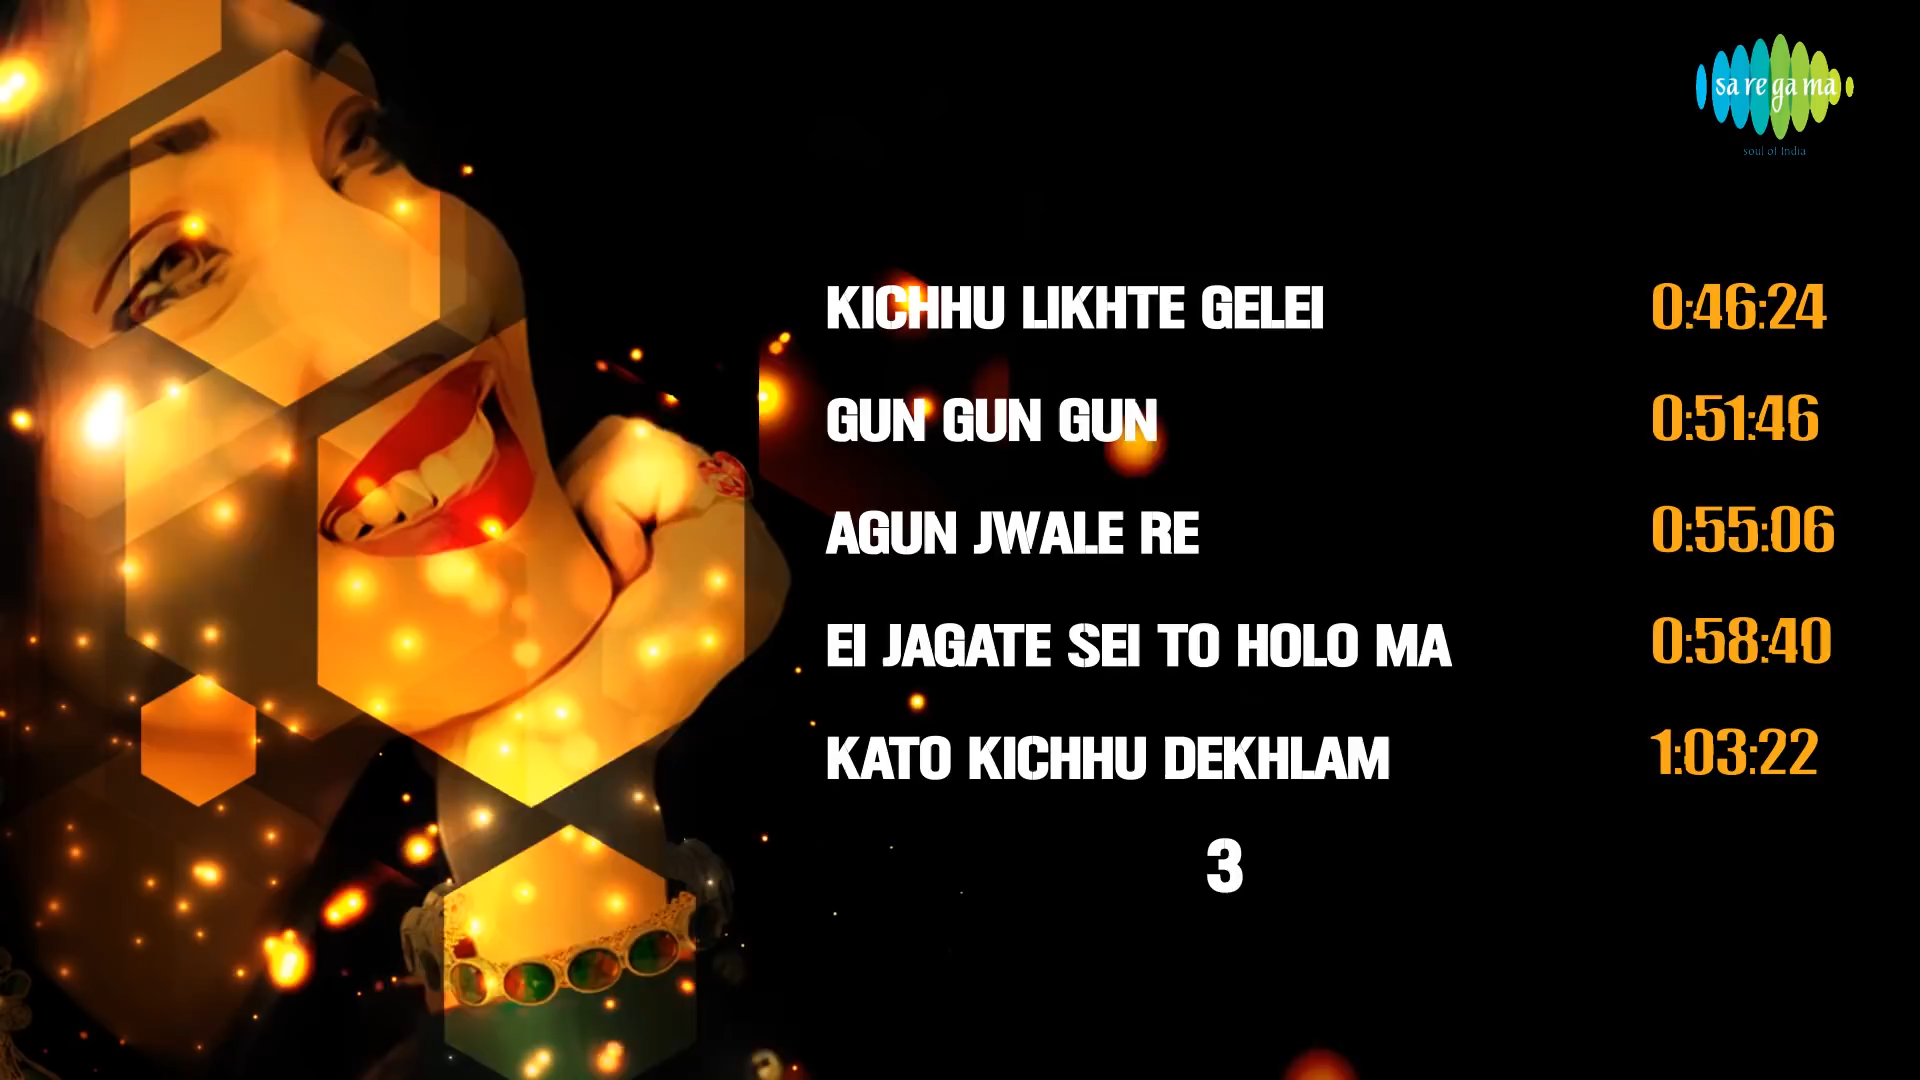 sa re ga ma
soul of India
KICHHU LIKHTE GELEI 0:46:24
GUN GUN GUN 0:51:46
AGUN JWALE RE 0:55:06
EI JAGATE SEI TO HOLO MA 0:58:40
KATO KICHHU DEKHLAM 1:03:22
3